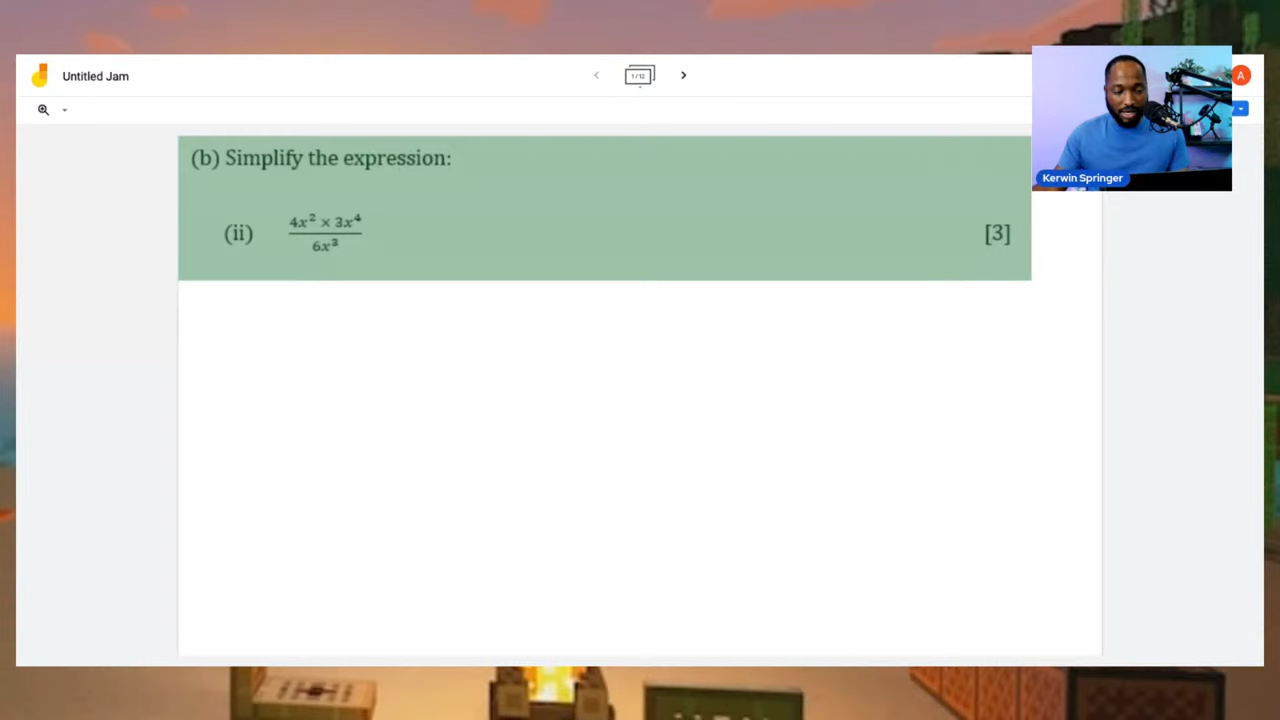 Untitled Jam
1 / 12
A
Kerwin Springer
(b) Simplify the expression:
(ii) 4x² × 3x⁴
6x³
[3]